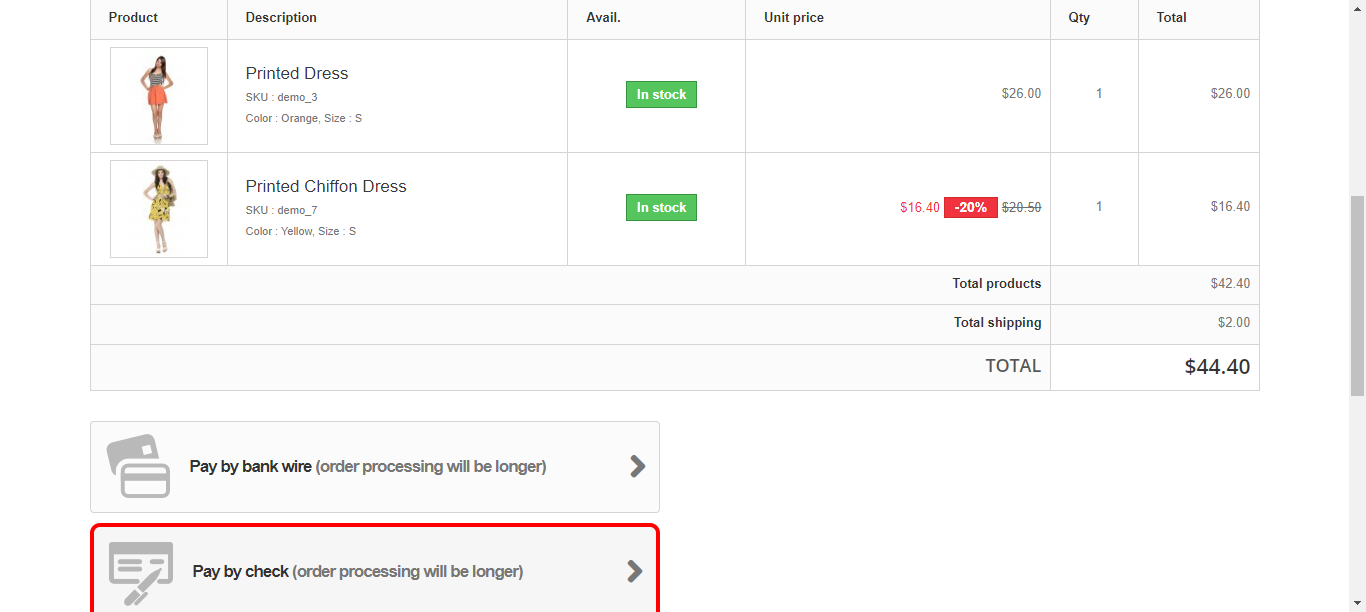 Product Description Avail. Unit price Qty Total
Printed Dress
SKU : demo_3
Color : Orange, Size : S
In stock
$26.00
1
$26.00
Printed Chiffon Dress
SKU : demo_7
Color : Yellow, Size : S
In stock
$16.40 -20% $20.50
1
$16.40
Total products $42.40
Total shipping $2.00
TOTAL $44.40
Pay by bank wire (order processing will be longer)
Pay by check (order processing will be longer)